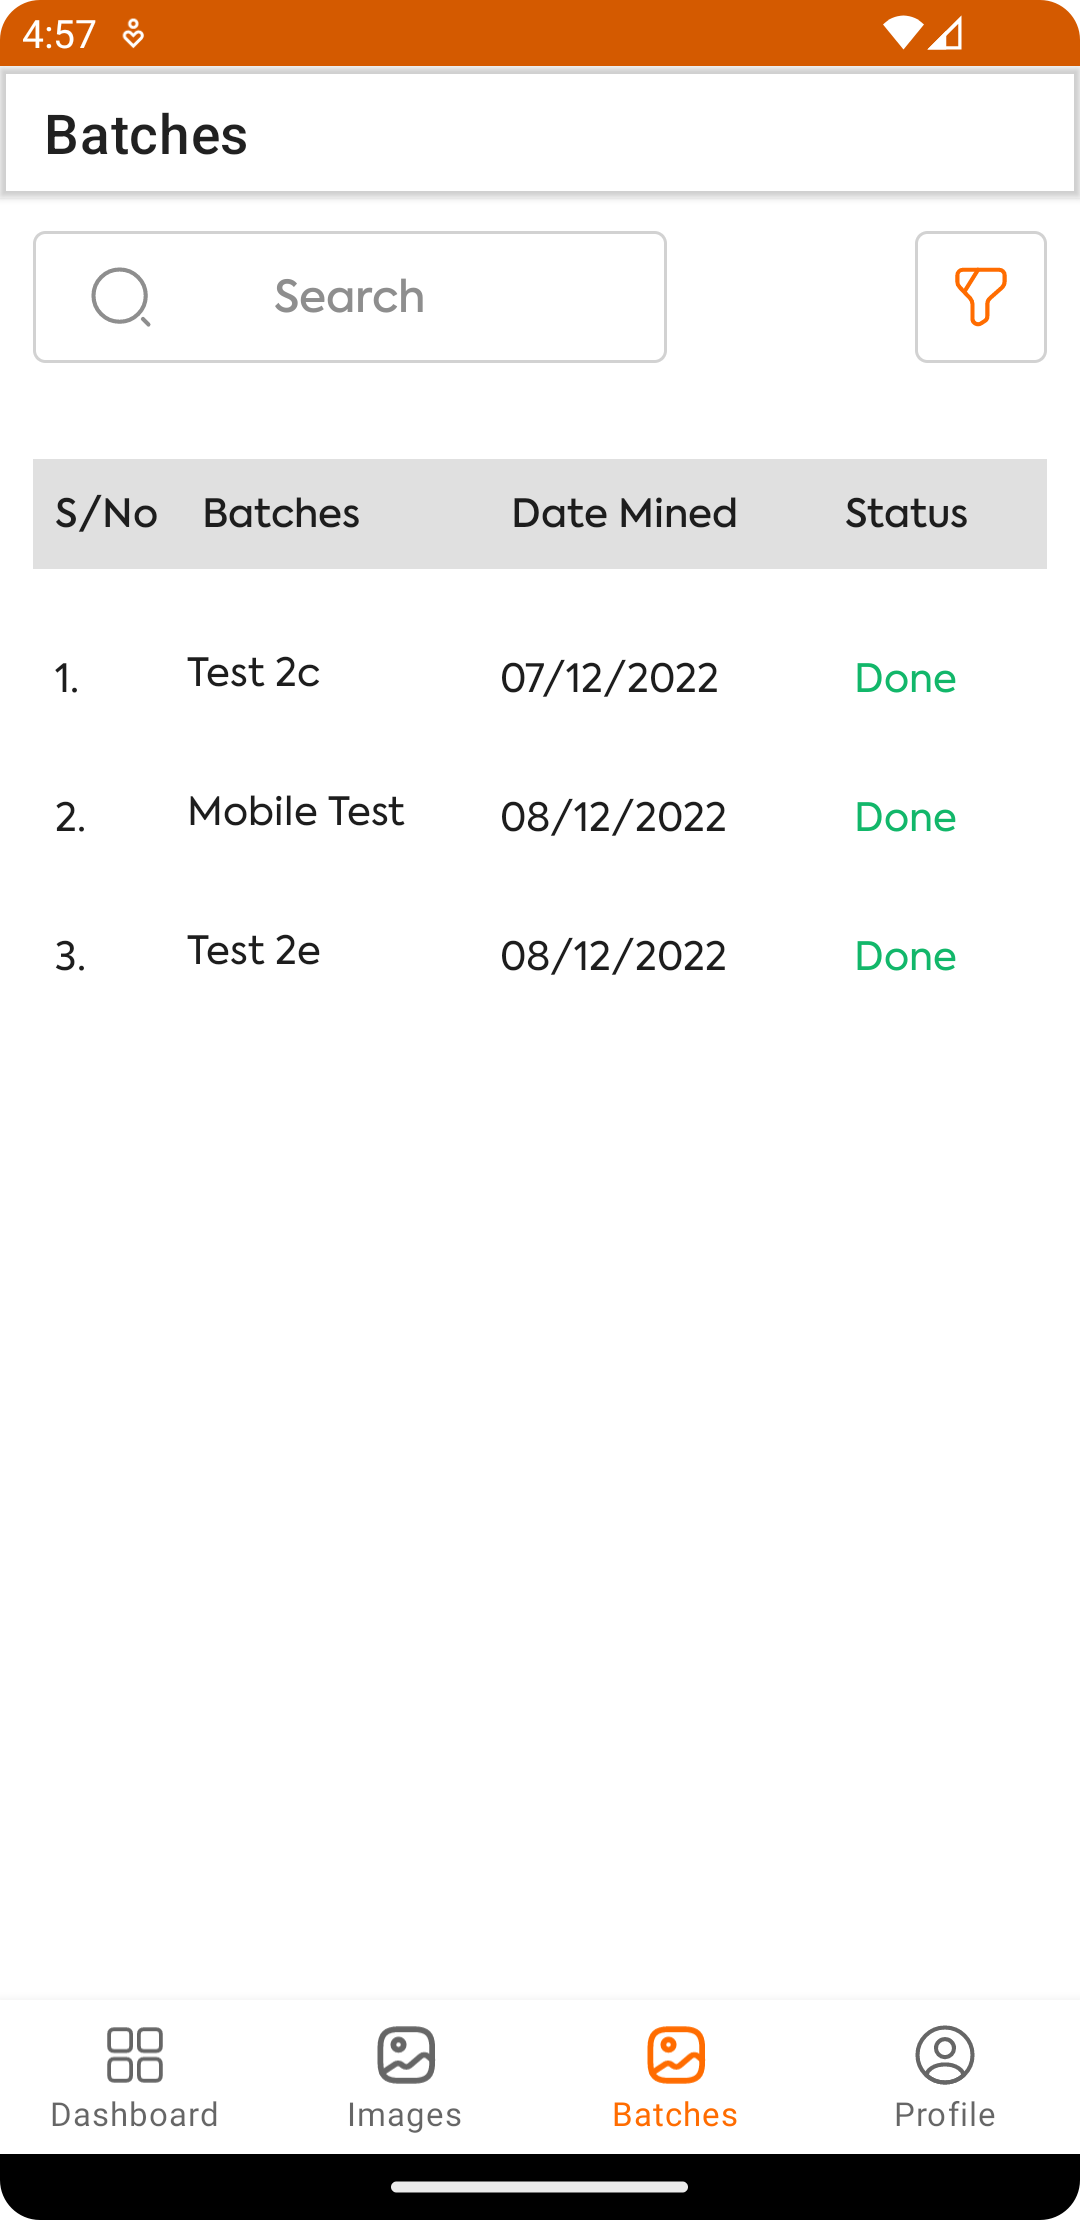 4:57
Batches
Search
S/No Batches Date Mined Status
1. Test 2c 07/12/2022 Done
2. Mobile Test 08/12/2022 Done
3. Test 2e 08/12/2022 Done
Dashboard Images Batches Profile